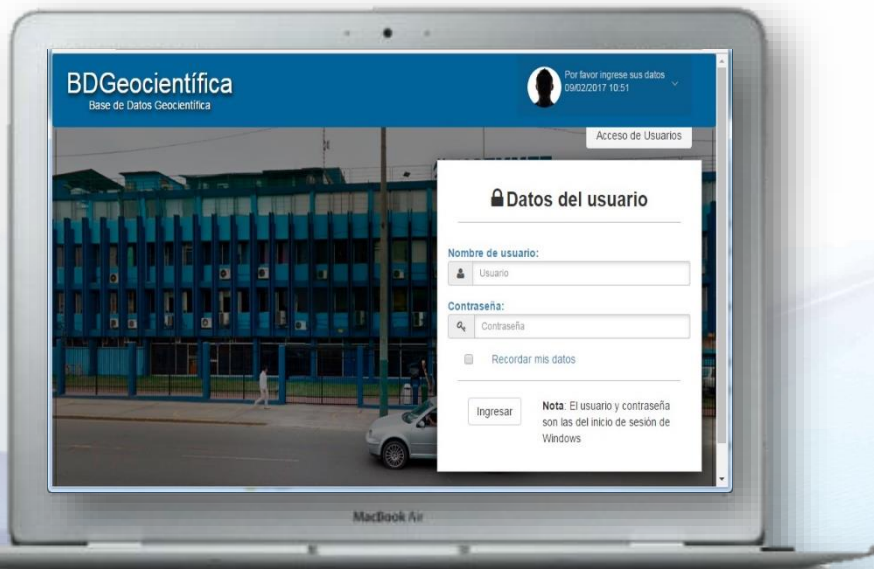 BDGeocientífica
Base de Datos Geocientífica
Por favor ingrese sus datos
09/02/2017 10:51
Acceso de Usuarios
Datos del usuario
Nombre de usuario:
Usuario
Contraseña:
Contraseña
Recordar mis datos
Ingresar
Nota: El usuario y contraseña
son las del inicio de sesión de
Windows
MacBook Air